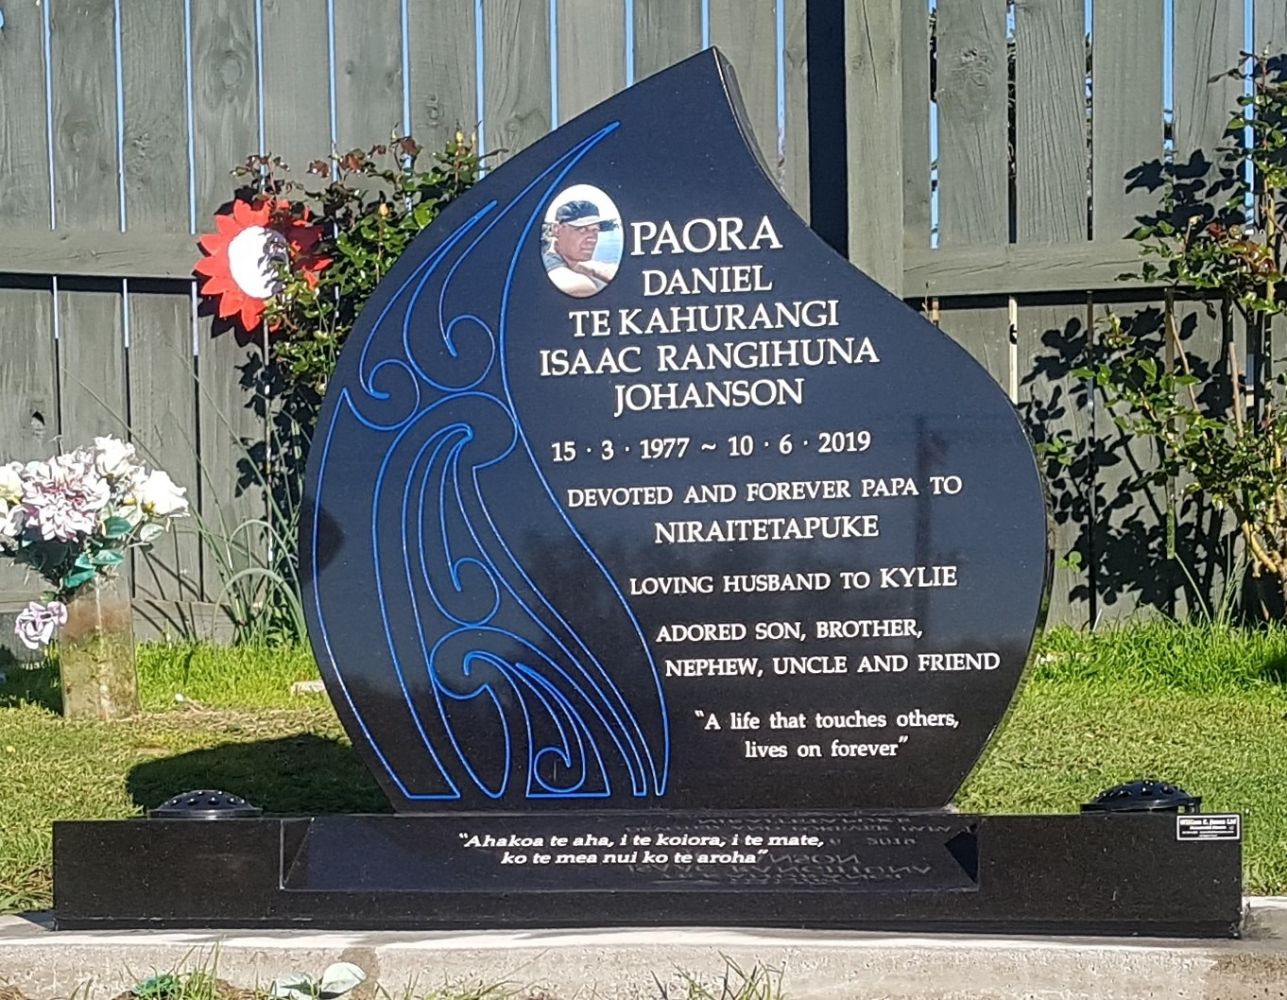 PAORA
DANIEL
TE KAHURANGI
ISAAC RANGIHUNA
JOHANSON
15 · 3 · 1977 ~ 10 · 6 · 2019
DEVOTED AND FOREVER PAPA TO
NIRAITETAPUKE
LOVING HUSBAND TO KYLIE
ADORED SON, BROTHER,
NEPHEW, UNCLE AND FRIEND
“A life that touches others,
lives on forever”
“Ahakoa te aha, i te koiora, i te mate,
ko te mea nui ko te aroha”